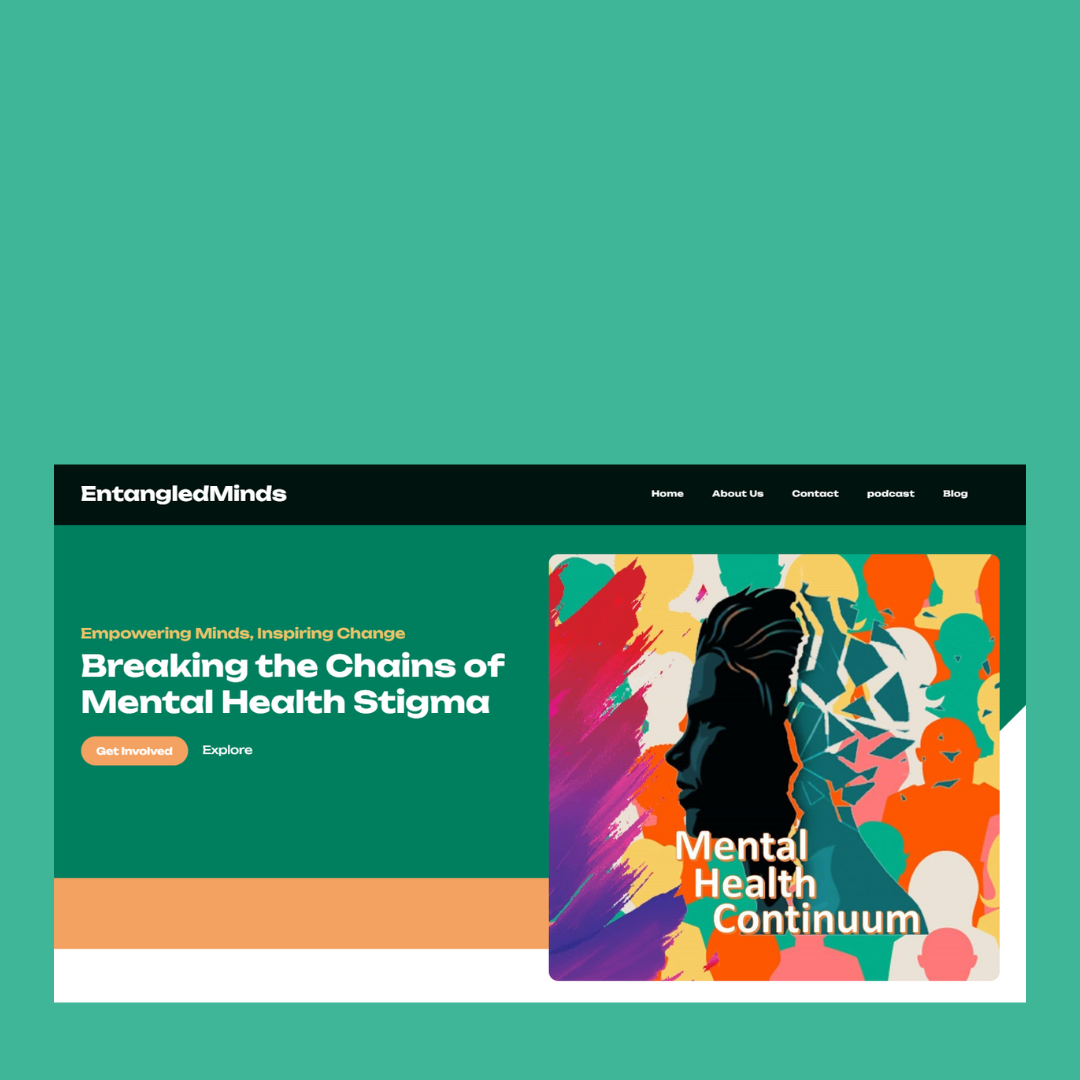 EntangledMinds
Home
About Us
Contact
podcast
Blog
Empowering Minds, Inspiring Change
Breaking the Chains of
Mental Health Stigma
Get Involved
Explore
Mental
Health
Continuum